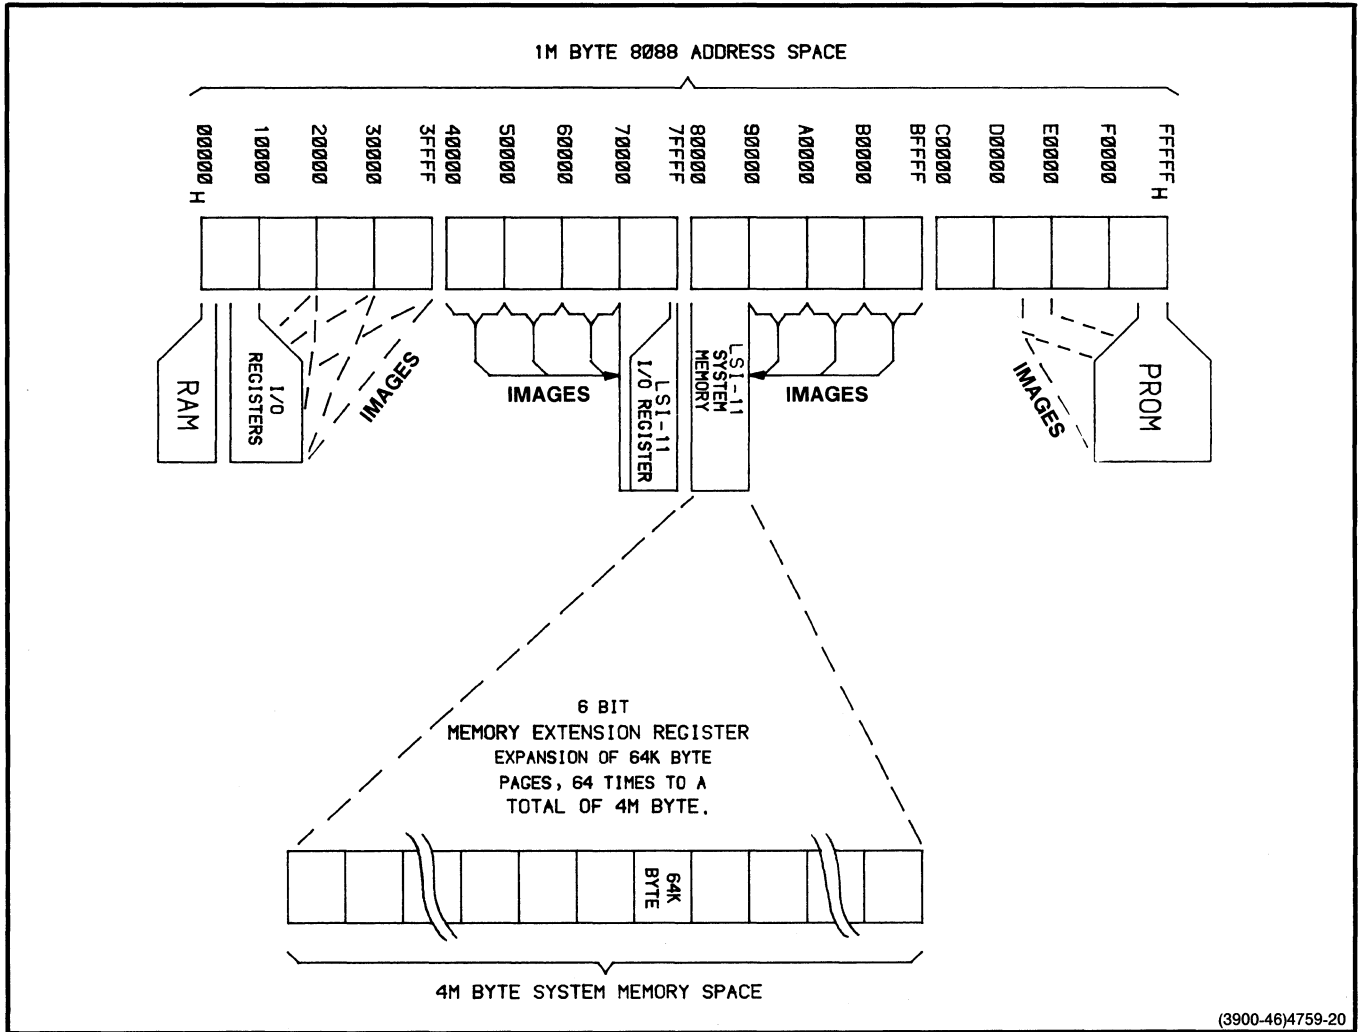 1M BYTE 8088 ADDRESS SPACE
00000 H
10000
20000
30000
3FFFF
40000
50000
60000
70000
7FFFF
80000
90000
A0000
B0000
BFFFF
C0000
D0000
E0000
F0000
FFFFF H
RAM
I/O
REGISTERS
IMAGES
IMAGES
LSI-11
I/O REGISTER
LSI-11
SYSTEM
MEMORY
IMAGES
IMAGES
PROM
6 BIT
MEMORY EXTENSION REGISTER
EXPANSION OF 64K BYTE
PAGES, 64 TIMES TO A
TOTAL OF 4M BYTE.
64K
BYTE
4M BYTE SYSTEM MEMORY SPACE
(3900-46)4759-20